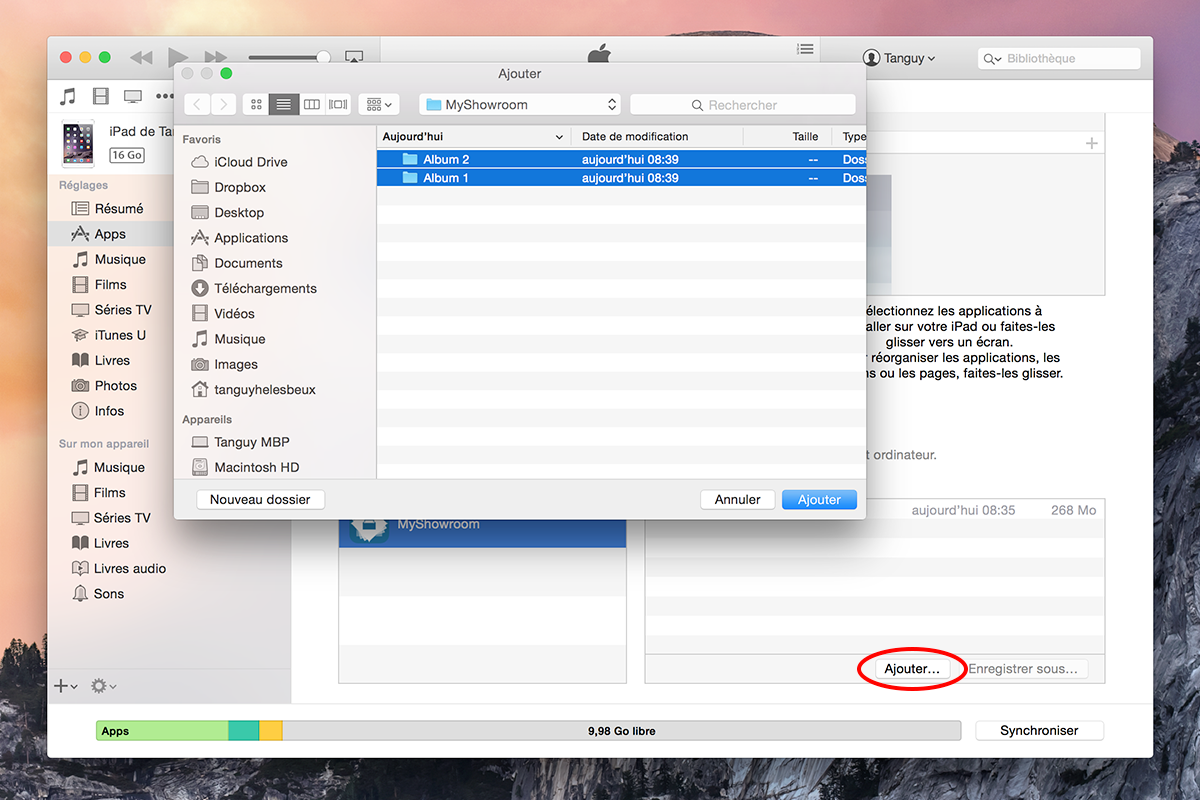 Tanguy
Bibliothèque
Ajouter
MyShowroom
Rechercher
iPad de Ta
16 Go
Réglages
Résumé
Apps
Musique
Films
Séries TV
iTunes U
Livres
Photos
Infos
Sur mon appareil
Musique
Films
Séries TV
Livres
Livres audio
Sons
Favoris
iCloud Drive
Dropbox
Desktop
Applications
Documents
Téléchargements
Vidéos
Musique
Images
tanguyhelesbeux
Appareils
Tanguy MBP
Macintosh HD
Aujourd'hui Date de modification Taille Type
Album 2 aujourd'hui 08:39 -- Dos
Album 1 aujourd'hui 08:39 -- Dos
Nouveau dossier Annuler Ajouter
électionnez les applications à
aller sur votre iPad ou faites-les
glisser vers un écran.
réorganiser les applications, les
ns ou les pages, faites-les glisser.
t ordinateur.
MyShowroom
aujourd'hui 08:35 268 Mo
Ajouter... Enregistrer sous...
Apps 9,98 Go libre Synchroniser